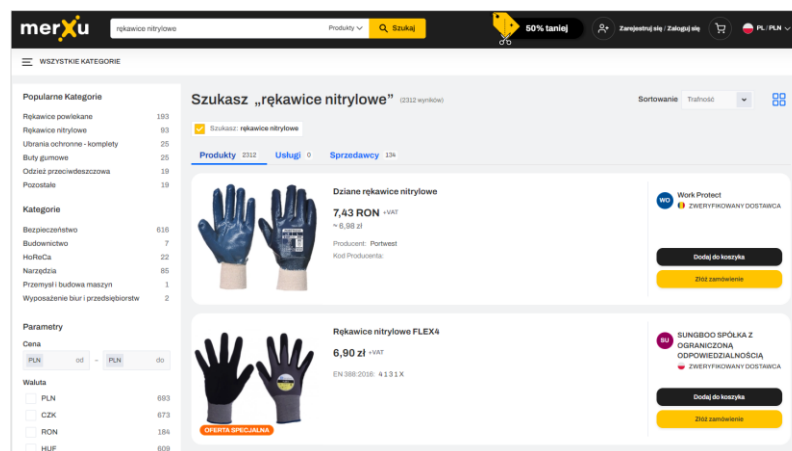 merXu
rękawice nitrylowe
Produkty
Szukaj
50% taniej
Zarejestruj się / Zaloguj się
PL / PLN
WSZYSTKIE KATEGORIE
Popularne Kategorie
Rękawice powlekane 193
Rękawice nitrylowe 93
Ubrania ochronne - komplety 25
Buty gumowe 25
Odzież przeciwdeszczowa 19
Pozostałe 19
Kategorie
Bezpieczeństwo 616
Budownictwo 7
HoReCa 22
Narzędzia 85
Przemysł i budowa maszyn 1
Wyposażenie biur i przedsiębiorstw 2
Parametry
Cena
PLN od - PLN do
Waluta
PLN 693
CZK 673
RON 184
HUF 609
Szukasz „rękawice nitrylowe” (2312 wyników)
Sortowanie Trafność
Szukasz: rękawice nitrylowe
Produkty 2312 Usługi 0 Sprzedawcy 134
Dziane rękawice nitrylowe
7,43 RON +VAT
~ 6,98 zł
Producent: Portwest
Kod Producenta:
WO
Work Protect
ZWERYFIKOWANY DOSTAWCA
Dodaj do koszyka
Złóż zamówienie
OFERTA SPECJALNA
Rękawice nitrylowe FLEX4
6,90 zł +VAT
EN 388:2016: 4 1 3 1 X
SU
SUNGBOO SPÓŁKA Z
OGRANICZONĄ
ODPOWIEDZIALNOŚCIĄ
ZWERYFIKOWANY DOSTAWCA
Dodaj do koszyka
Złóż zamówienie